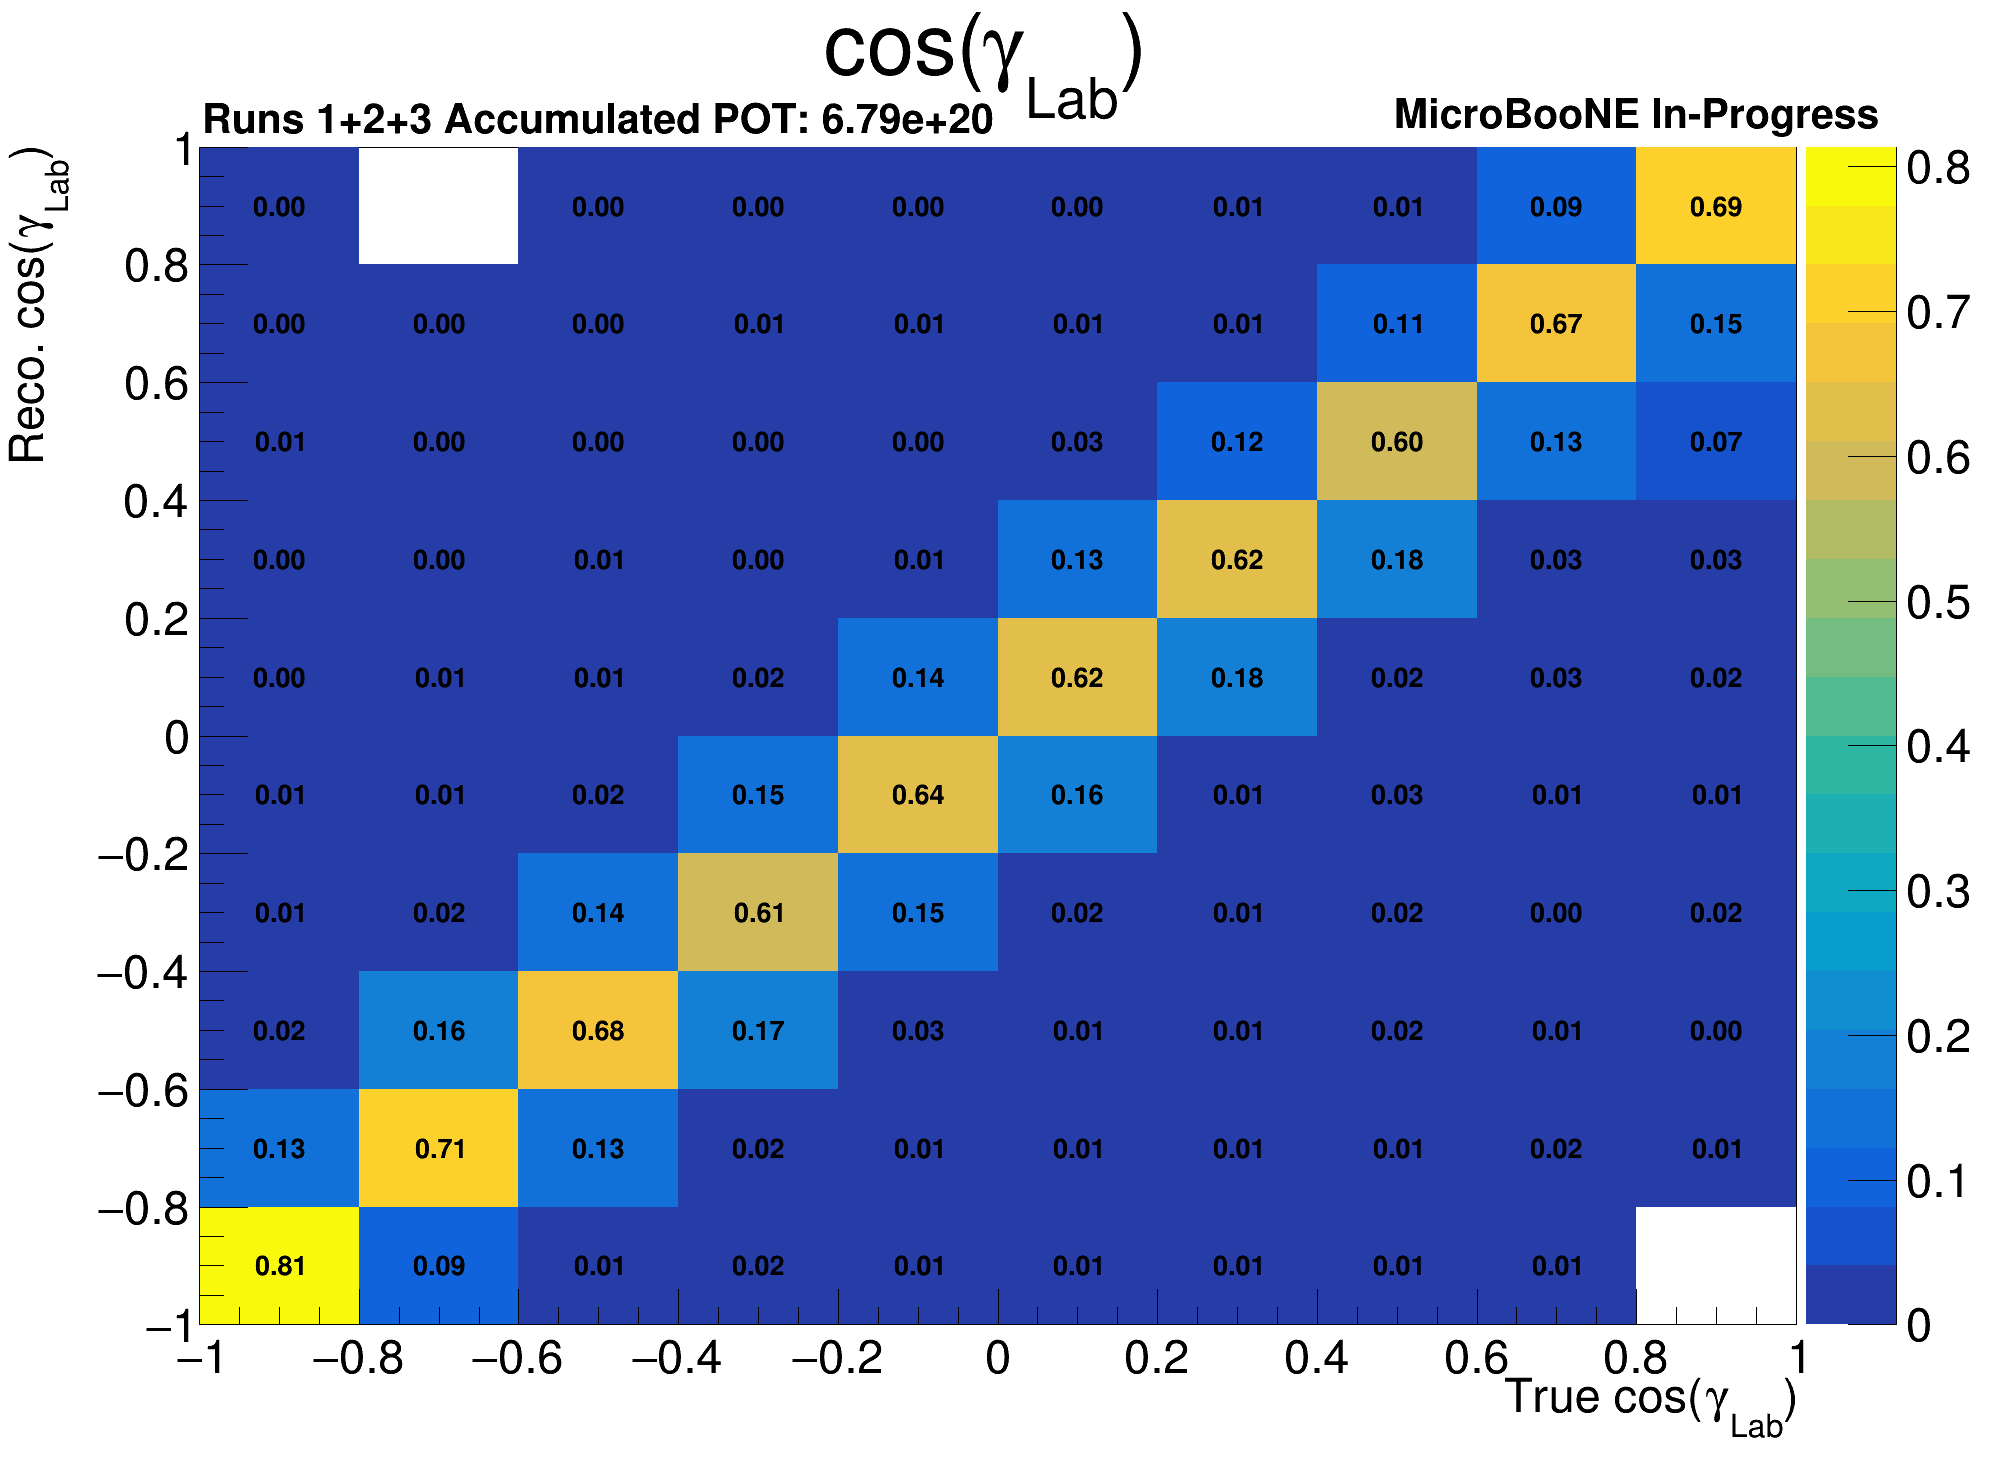 cos(γLab)
Runs 1+2+3 Accumulated POT: 6.79e+20
MicroBooNE In-Progress
Reco. cos(γLab)
1
0.00 0.00 0.00 0.00 0.00 0.01 0.01 0.09 0.69
0.8
0.00 0.00 0.00 0.01 0.01 0.01 0.01 0.11 0.67 0.15
0.6
0.01 0.00 0.00 0.00 0.00 0.03 0.12 0.60 0.13 0.07
0.4
0.00 0.00 0.01 0.00 0.01 0.13 0.62 0.18 0.03 0.03
0.2
0.00 0.01 0.01 0.02 0.14 0.62 0.18 0.02 0.03 0.02
0
0.01 0.01 0.02 0.15 0.64 0.16 0.01 0.03 0.01 0.01
−0.2
0.01 0.02 0.14 0.61 0.15 0.02 0.01 0.02 0.00 0.02
−0.4
0.02 0.16 0.68 0.17 0.03 0.01 0.01 0.02 0.01 0.00
−0.6
0.13 0.71 0.13 0.02 0.01 0.01 0.01 0.01 0.02 0.01
−0.8
0.81 0.09 0.01 0.02 0.01 0.01 0.01 0.01 0.01
−1
−1 −0.8 −0.6 −0.4 −0.2 0 0.2 0.4 0.6 0.8 1
True cos(γLab)
0.8
0.7
0.6
0.5
0.4
0.3
0.2
0.1
0